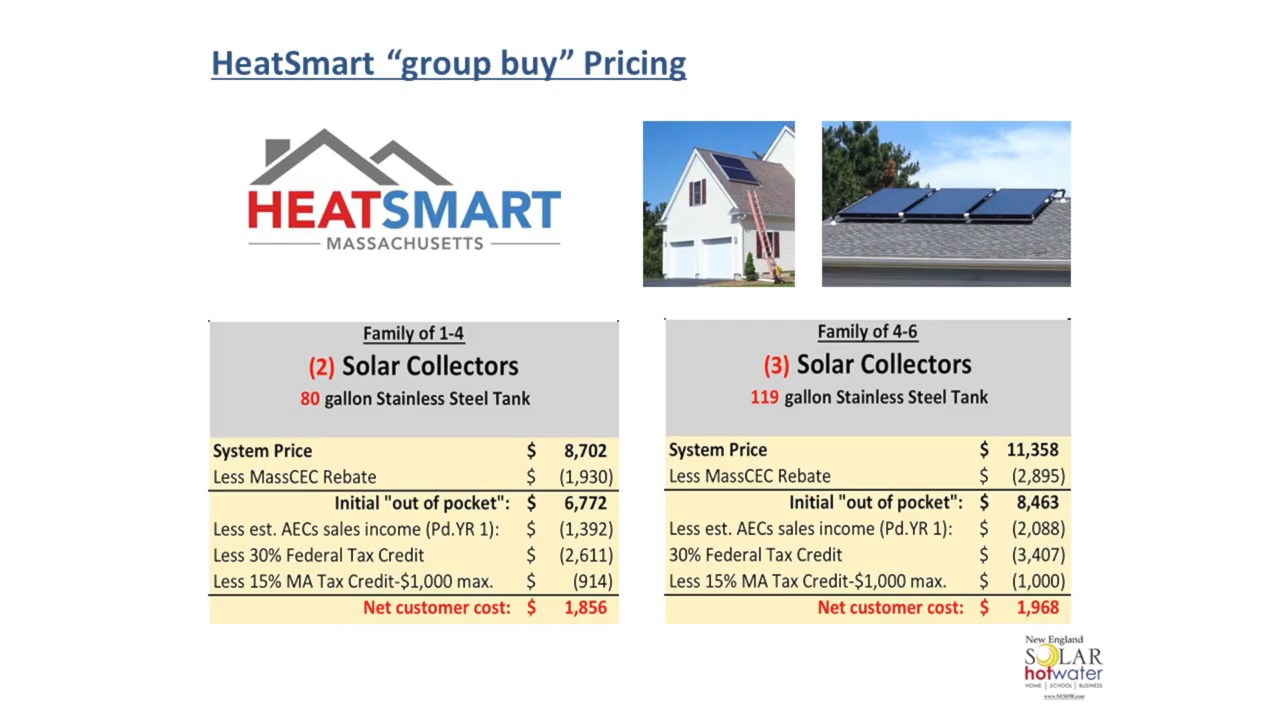 HeatSmart “group buy” Pricing
HEATSMART
MASSACHUSETTS
Family of 1-4
(2) Solar Collectors
80 gallon Stainless Steel Tank
System Price $ 8,702
Less MassCEC Rebate $ (1,930)
Initial "out of pocket": $ 6,772
Less est. AECs sales income (Pd.YR 1): $ (1,392)
Less 30% Federal Tax Credit $ (2,611)
Less 15% MA Tax Credit-$1,000 max. $ (914)
Net customer cost: $ 1,856
Family of 4-6
(3) Solar Collectors
119 gallon Stainless Steel Tank
System Price $ 11,358
Less MassCEC Rebate $ (2,895)
Initial "out of pocket": $ 8,463
Less est. AECs sales income (Pd.YR 1): $ (2,088)
30% Federal Tax Credit $ (3,407)
Less 15% MA Tax Credit-$1,000 max. $ (1,000)
Net customer cost: $ 1,968
New England
SOLAR
hotwater
HOME | SCHOOL | BUSINESS